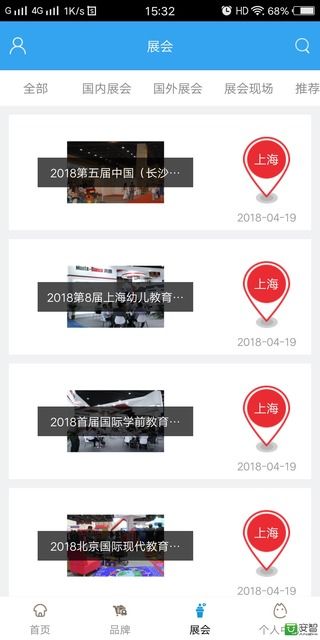 G 4G 1K/s 15:32 HD 68%
展会
全部 国内展会 国外展会 展会现场 推荐
2018第五届中国（长沙…
上海
2018-04-19
2018第8届上海幼儿教育…
上海
2018-04-19
2018首届国际学前教育…
上海
2018-04-19
2018北京国际现代教育…
上海
首页 品牌 展会 个人中
安智